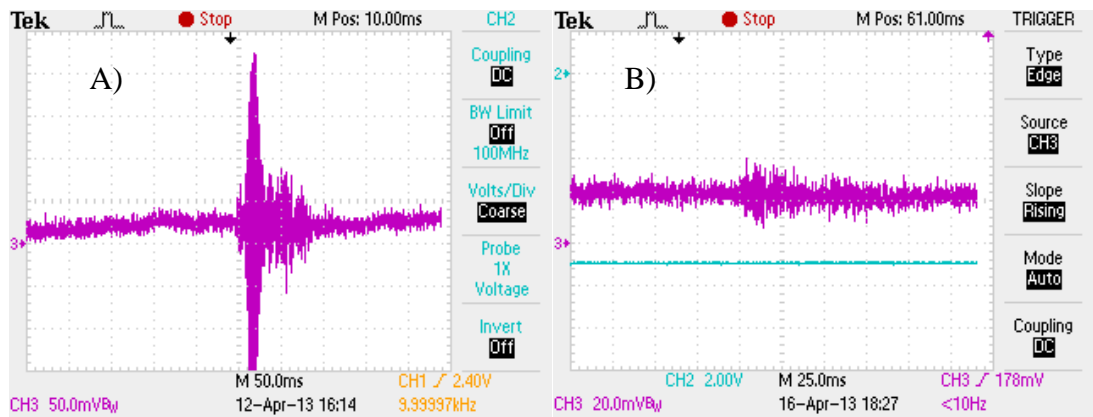 Tek Stop M Pos: 10.00ms CH2
A)
Coupling
DC
BW Limit
Off
100MHz
Volts/Div
Coarse
Probe
1X
Voltage
Invert
Off
3
M 50.0ms CH1 2.40V
CH3 50.0mVBw 12-Apr-13 16:14 9.99997kHz
Tek Stop M Pos: 61.00ms TRIGGER
B)
2
Type
Edge
Source
CH3
Slope
Rising
3
Mode
Auto
Coupling
DC
CH2 2.00V M 25.0ms CH3 178mV
CH3 20.0mVBw 16-Apr-13 18:27 <10Hz